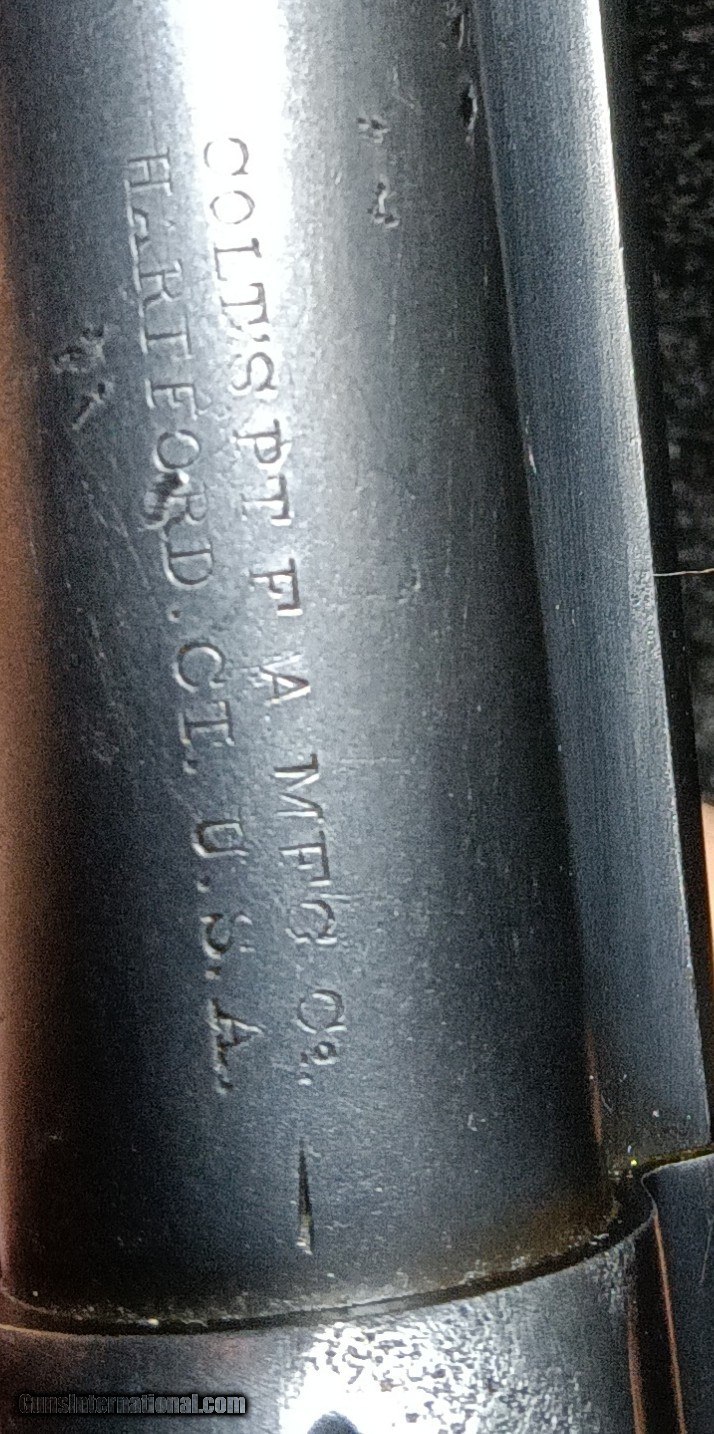 COLT'S PT F A MFG Co.
HARTFORD. CT. U.S.A.
GunsInternational.com